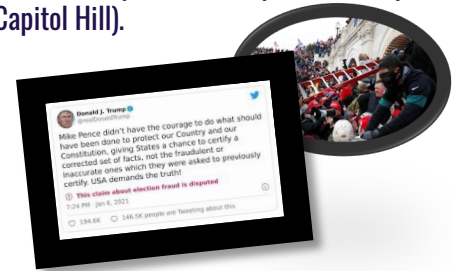 Capitol Hill).
Donald J. Trump
@realDonaldTrump
Mike Pence didn't have the courage to do what should
have been done to protect our Country and our
Constitution, giving States a chance to certify a
corrected set of facts, not the fraudulent or
inaccurate ones which they were asked to previously
certify. USA demands the truth!
This claim about election fraud is disputed
7:24 PM · Jan 6, 2021
194.6K 146.5K people are Tweeting about this